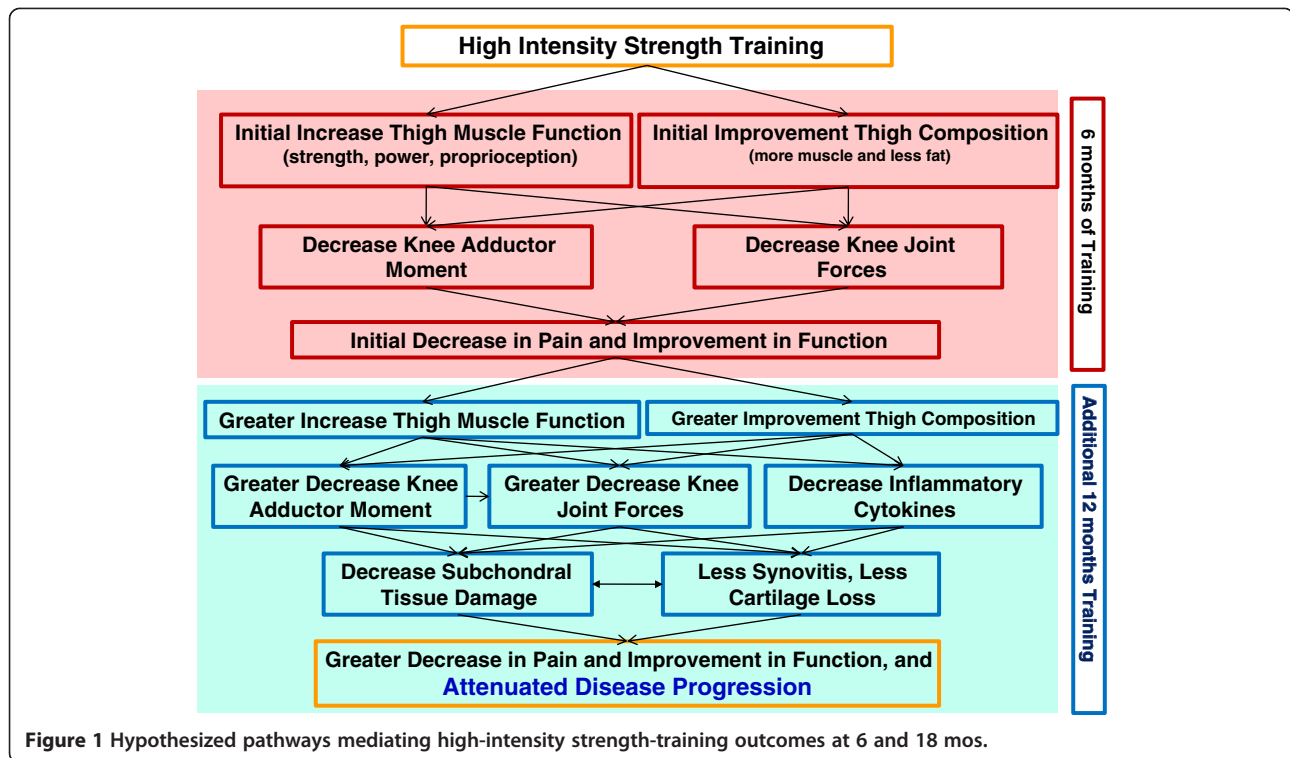 High Intensity Strength Training
Initial Increase Thigh Muscle Function
(strength, power, proprioception)
Initial Improvement Thigh Composition
(more muscle and less fat)
6 months of Training
Decrease Knee Adductor
Moment
Decrease Knee Joint
Forces
Initial Decrease in Pain and Improvement in Function
Greater Increase Thigh Muscle Function
Greater Improvement Thigh Composition
Additional 12 months Training
Greater Decrease Knee
Adductor Moment
Greater Decrease Knee
Joint Forces
Decrease Inflammatory
Cytokines
Decrease Subchondral
Tissue Damage
Less Synovitis, Less
Cartilage Loss
Greater Decrease in Pain and Improvement in Function, and
Attenuated Disease Progression
Figure 1 Hypothesized pathways mediating high-intensity strength-training outcomes at 6 and 18 mos.